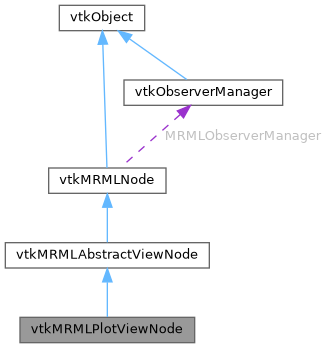 vtkObject
vtkObserverManager
MRMLObserverManager
vtkMRMLNode
vtkMRMLAbstractViewNode
vtkMRMLPlotViewNode